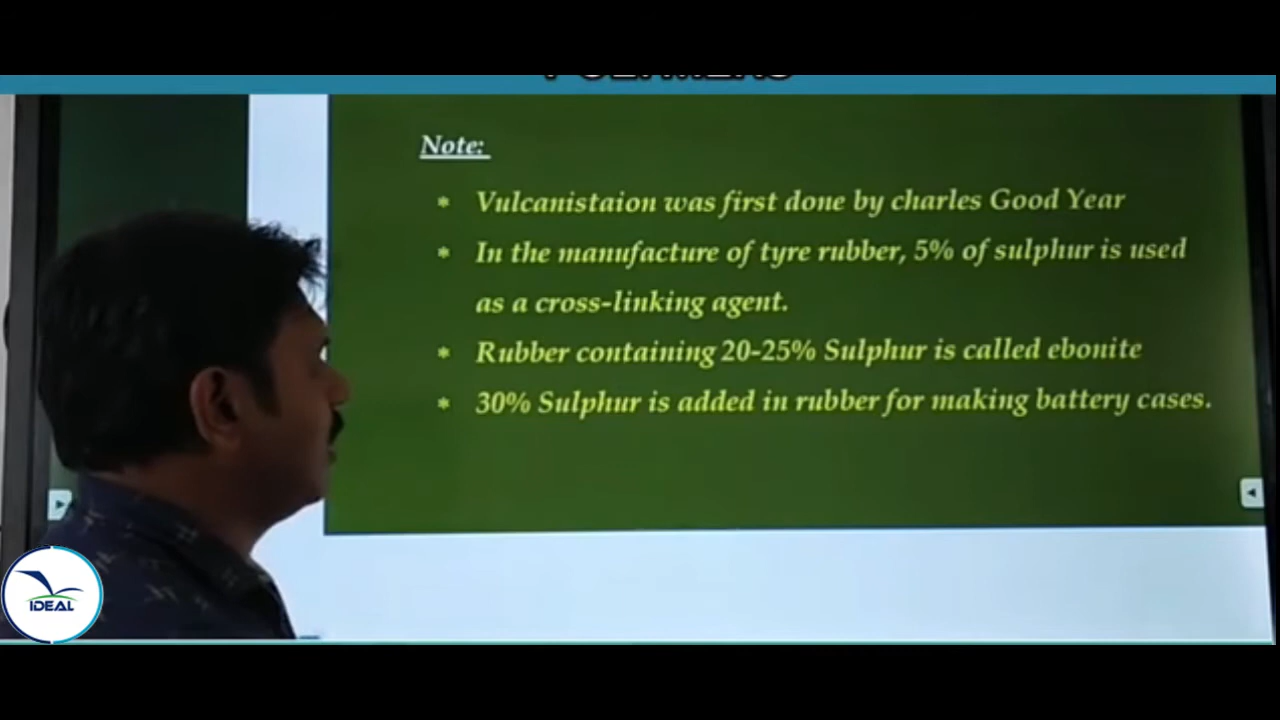 POLYMERS
Note:
* Vulcanistaion was first done by charles Good Year
* In the manufacture of tyre rubber, 5% of sulphur is used
as a cross-linking agent.
* Rubber containing 20-25% Sulphur is called ebonite
* 30% Sulphur is added in rubber for making battery cases.
IDEAL